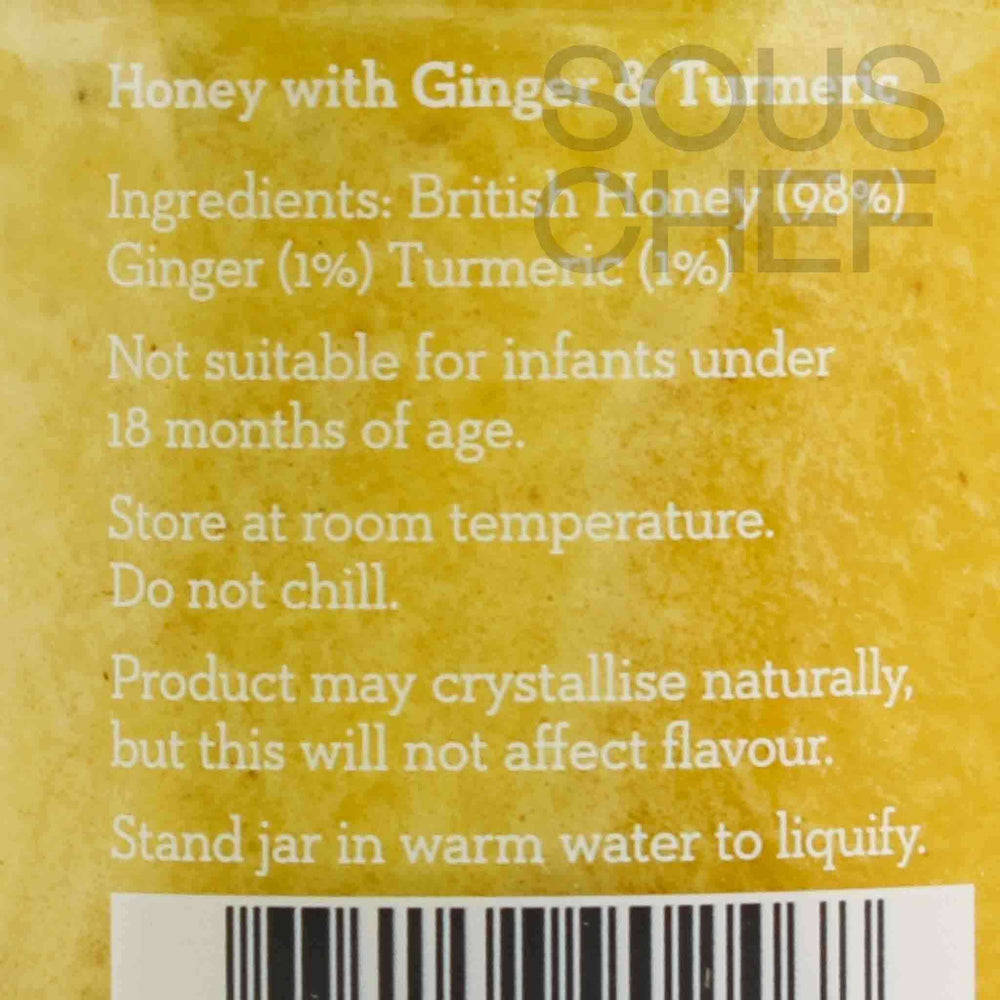 Honey with Ginger & Turmeric
SOUS
CHEF
Ingredients: British Honey (98%)
Ginger (1%) Turmeric (1%)
Not suitable for infants under
18 months of age.
Store at room temperature.
Do not chill.
Product may crystallise naturally,
but this will not affect flavour.
Stand jar in warm water to liquify.